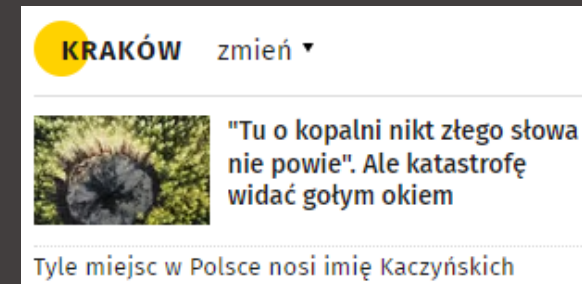 KRAKÓW zmień ▼
"Tu o kopalni nikt złego słowa
nie powie". Ale katastrofę
widać gołym okiem
Tyle miejsc w Polsce nosi imię Kaczyńskich